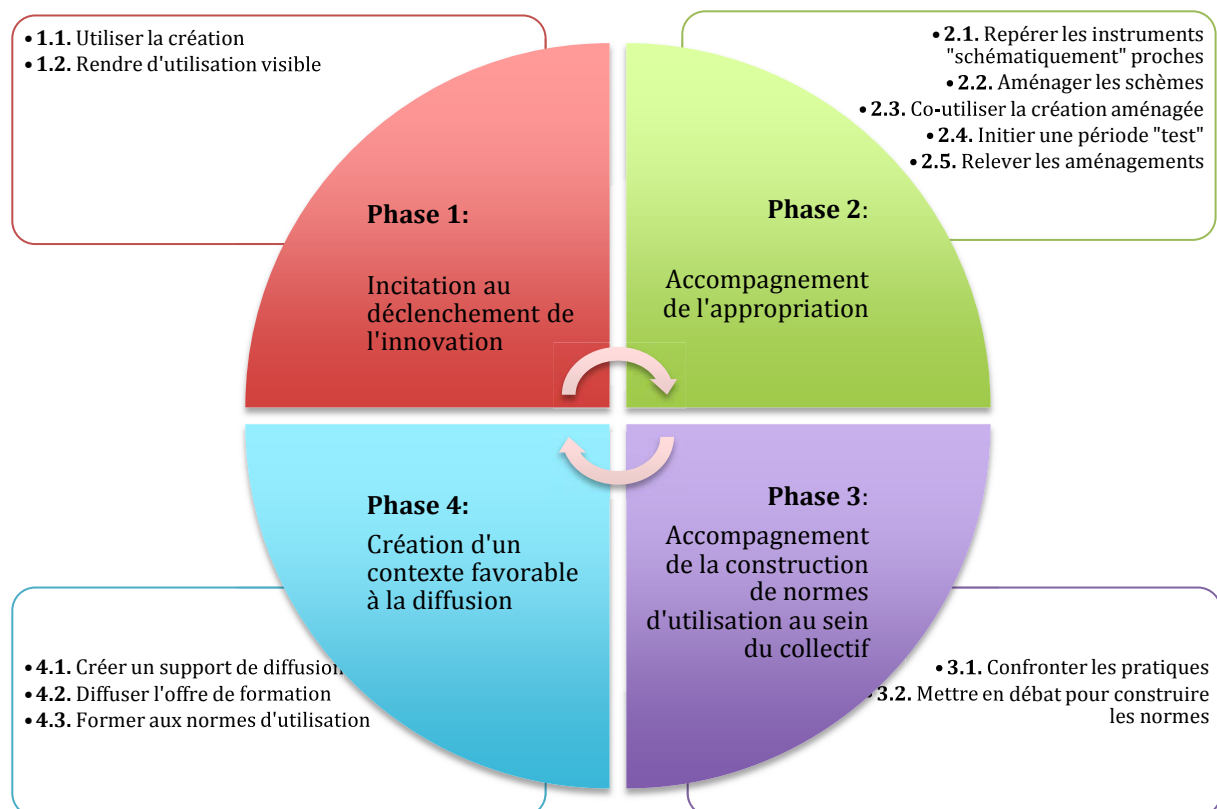 • 1.1. Utiliser la création
• 1.2. Rendre d'utilisation visible
• 2.1. Repérer les instruments
"schématiquement" proches
• 2.2. Aménager les schèmes
• 2.3. Co-utiliser la création aménagée
• 2.4. Initier une période "test"
• 2.5. Relever les aménagements
Phase 1:
Incitation au
déclenchement de
l'innovation
Phase 2:
Accompagnement
de l'appropriation
Phase 4:
Création d'un
contexte favorable
à la diffusion
Phase 3:
Accompagnement
de la construction
de normes
d'utilisation au sein
du collectif
• 4.1. Créer un support de diffusion
• 4.2. Diffuser l'offre de formation
• 4.3. Former aux normes d'utilisation
• 3.1. Confronter les pratiques
• 3.2. Mettre en débat pour construire
les normes